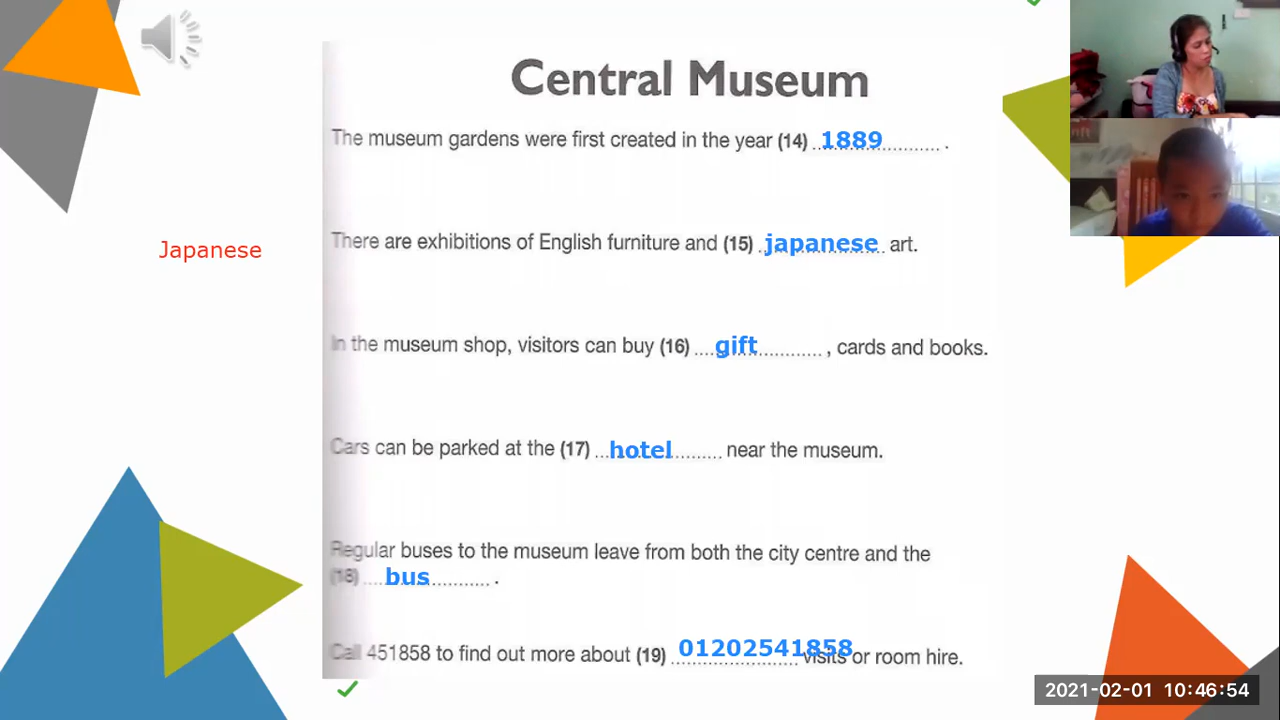 Central Museum
The museum gardens were first created in the year (14) 1889 .
Japanese
There are exhibitions of English furniture and (15) japanese art.
In the museum shop, visitors can buy (16) gift , cards and books.
Cars can be parked at the (17) hotel near the museum.
Regular buses to the museum leave from both the city centre and the
(18) bus .
Call 451858 to find out more about (19) 01202541858 visits or room hire.
2021-02-01 10:46:54